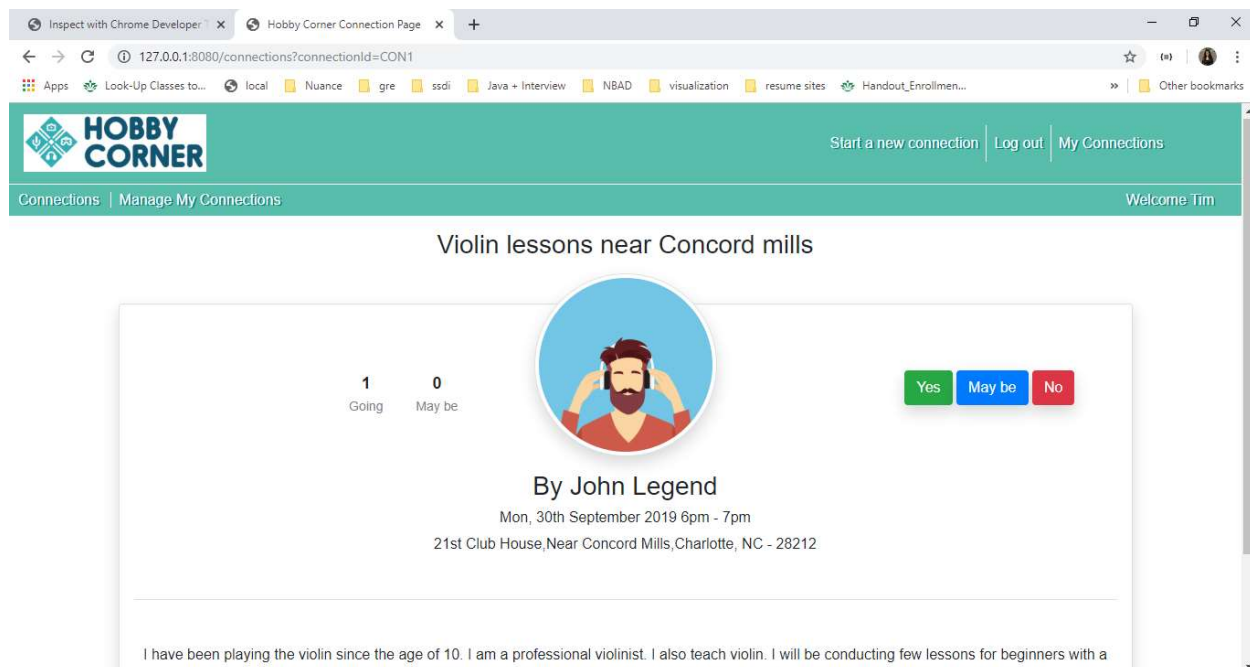 Inspect with Chrome Developer T
Hobby Corner Connection Page
127.0.0.1:8080/connections?connectionId=CON1
Apps Look-Up Classes to... local Nuance gre ssdi Java + Interview NBAD visualization resume sites Handout_Enrollmen... » Other bookmarks
HOBBY
CORNER
Start a new connection Log out My Connections
Connections | Manage My Connections Welcome Tim
Violin lessons near Concord mills
1 0
Going May be
Yes May be No
By John Legend
Mon, 30th September 2019 6pm - 7pm
21st Club House,Near Concord Mills,Charlotte, NC - 28212
I have been playing the violin since the age of 10. I am a professional violinist. I also teach violin. I will be conducting few lessons for beginners with a